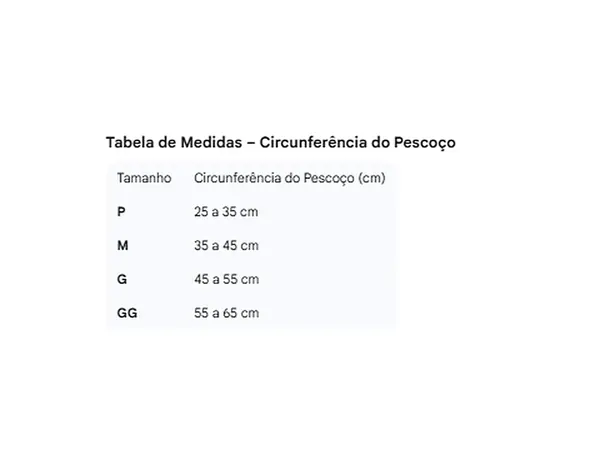 Tabela de Medidas – Circunferência do Pescoço
Tamanho Circunferência do Pescoço (cm)
P 25 a 35 cm
M 35 a 45 cm
G 45 a 55 cm
GG 55 a 65 cm